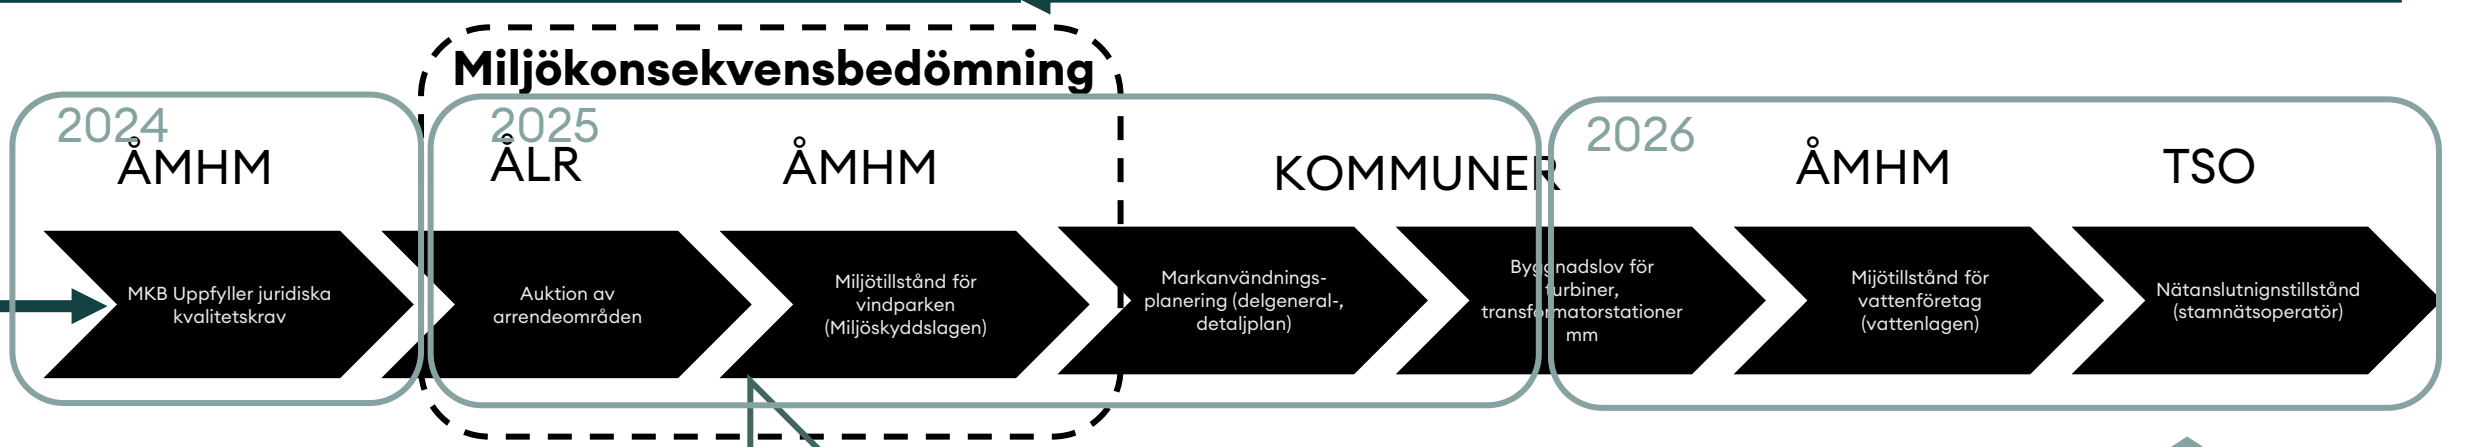 Miljökonsekvensbedömning
2024
2025
2026
ÅMHM
ÅLR
ÅMHM
KOMMUNER
ÅMHM
TSO
MKB Uppfyller juridiska
kvalitetskrav
Auktion av
arrendeområden
Miljötillstånd för
vindparken
(Miljöskyddslagen)
Markanvändnings-
planering (delgeneral-,
detaljplan)
Byggnadslov för
turbiner,
transformatorstationer
mm
Mijötillstånd för
vattenföretag
(vattenlagen)
Nätanslutnignstillstånd
(stamnätsoperatör)